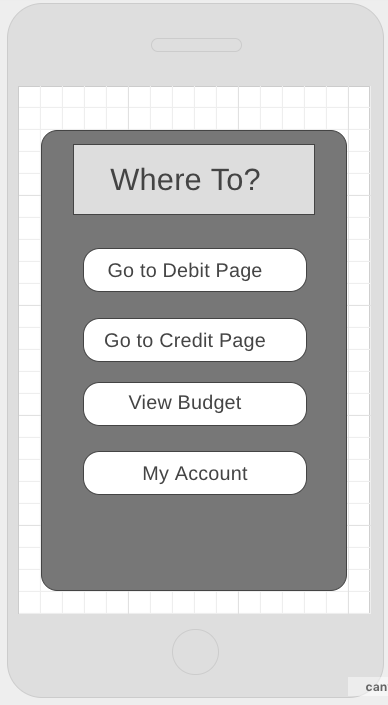 Where To?
Go to Debit Page
Go to Credit Page
View Budget
My Account
can